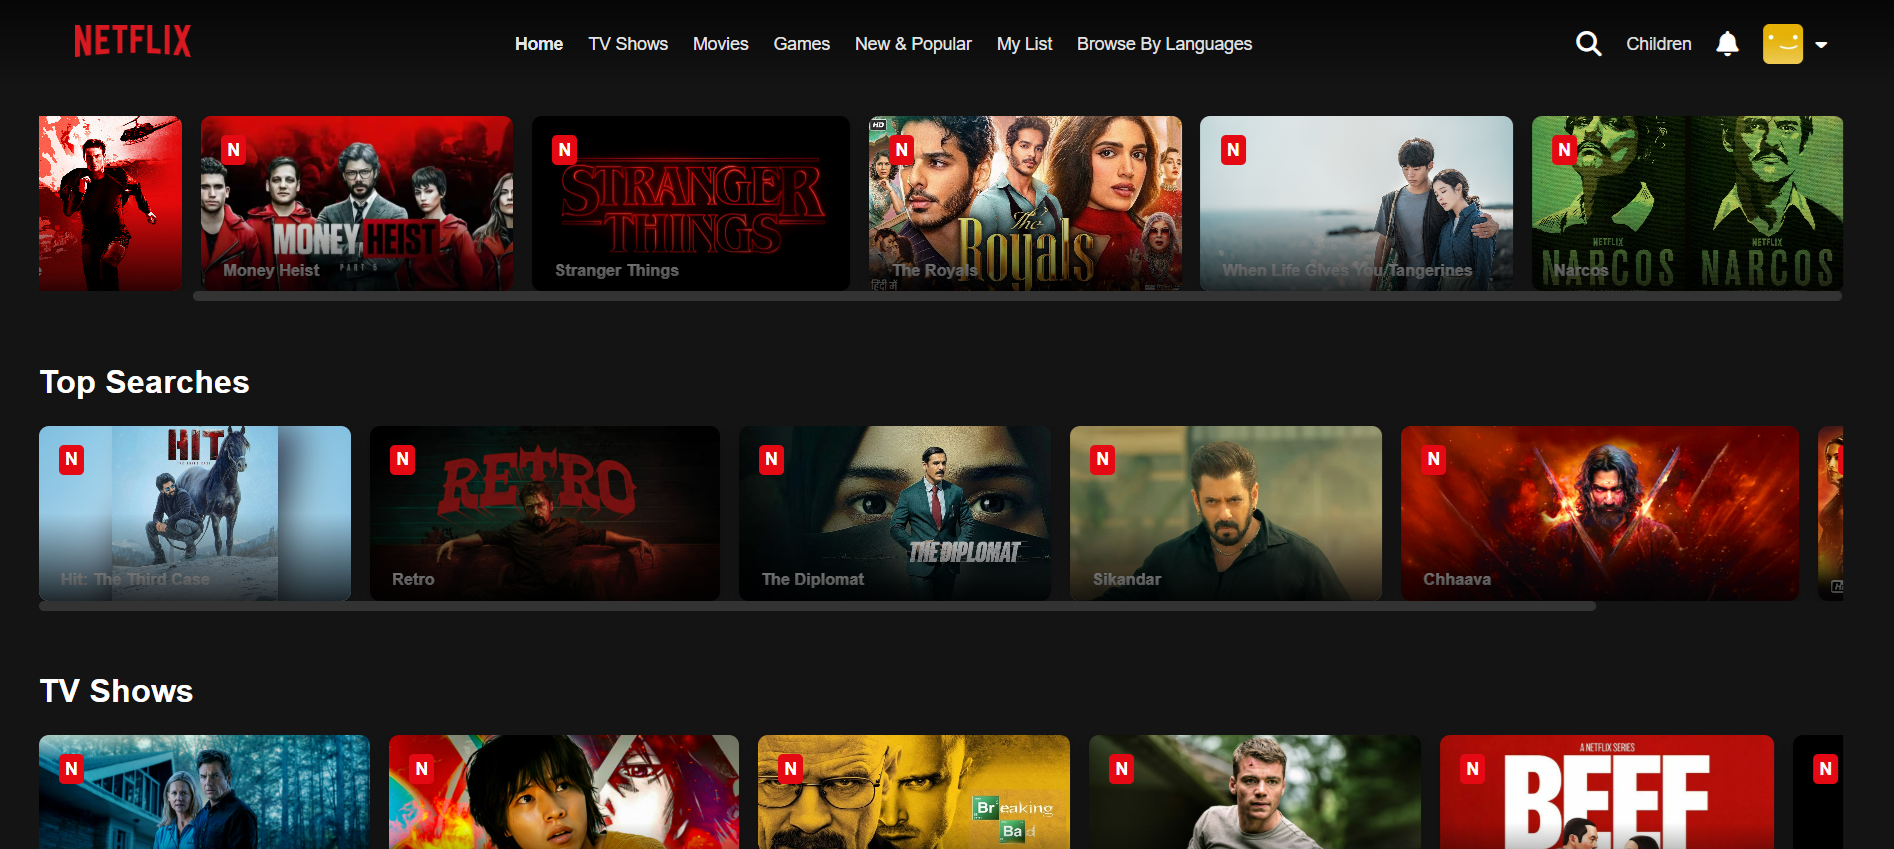 NETFLIX
Home TV Shows Movies Games New & Popular My List Browse By Languages
Children
N N N N N
HD
MONEY HEIST
PART 5
Money Heist
STRANGER
THINGS
Stranger Things
The
Royals
The Royals
हिंदी में
When Life Gives You Tangerines
NETFLIX
NARCOS
NETFLIX
NARCOS
Narcos
Top Searches
N N N N N
HIT
Hit: The Third Case
RETRO
Retro
THE DIPLOMAT
The Diplomat
Sikandar
Chhaava
TV Shows
N N N N N N
Breaking
Bad
A NETFLIX SERIES
BEEF